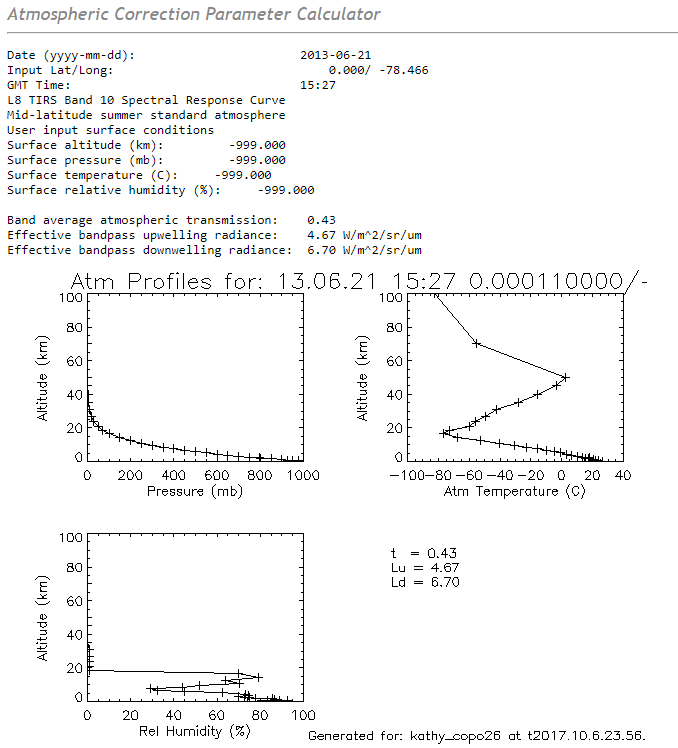 Atmospheric Correction Parameter Calculator
Date (yyyy-mm-dd): 2013-06-21
Input Lat/Long: 0.000/ -78.466
GMT Time: 15:27
L8 TIRS Band 10 Spectral Response Curve
Mid-latitude summer standard atmosphere
User input surface conditions
Surface altitude (km): -999.000
Surface pressure (mb): -999.000
Surface temperature (C): -999.000
Surface relative humidity (%): -999.000
Band average atmospheric transmission: 0.43
Effective bandpass upwelling radiance: 4.67 W/m^2/sr/um
Effective bandpass downwelling radiance: 6.70 W/m^2/sr/um
Atm Profiles for: 13.06.21 15:27 0.000110000/-
100
80
60
40
20
0
Altitude (km)
0 200 400 600 800 1000
Pressure (mb)
100
80
60
40
20
0
Altitude (km)
-100 -80 -60 -40 -20 0 20 40
Atm Temperature (C)
100
80
60
40
20
0
Altitude (km)
0 20 40 60 80 100
Rel Humidity (%)
t = 0.43
Lu = 4.67
Ld = 6.70
Generated for: kathy_copo26 at t2017.10.6.23.56.